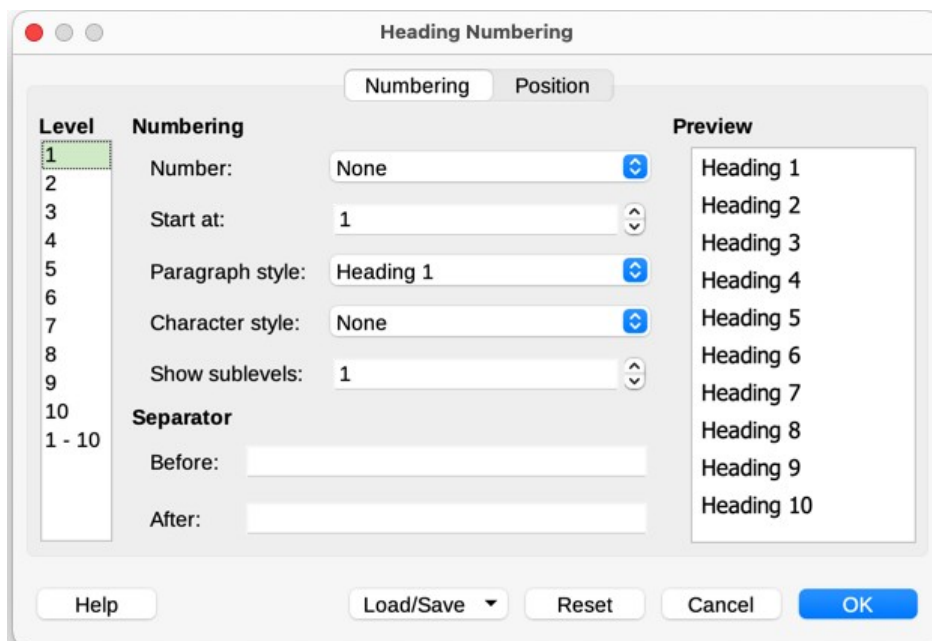 Heading Numbering
Numbering Position
Level
1
2
3
4
5
6
7
8
9
10
1 - 10
Numbering
Number: None
Start at: 1
Paragraph style: Heading 1
Character style: None
Show sublevels: 1
Separator
Before:
After:
Preview
Heading 1
Heading 2
Heading 3
Heading 4
Heading 5
Heading 6
Heading 7
Heading 8
Heading 9
Heading 10
Help Load/Save Reset Cancel OK